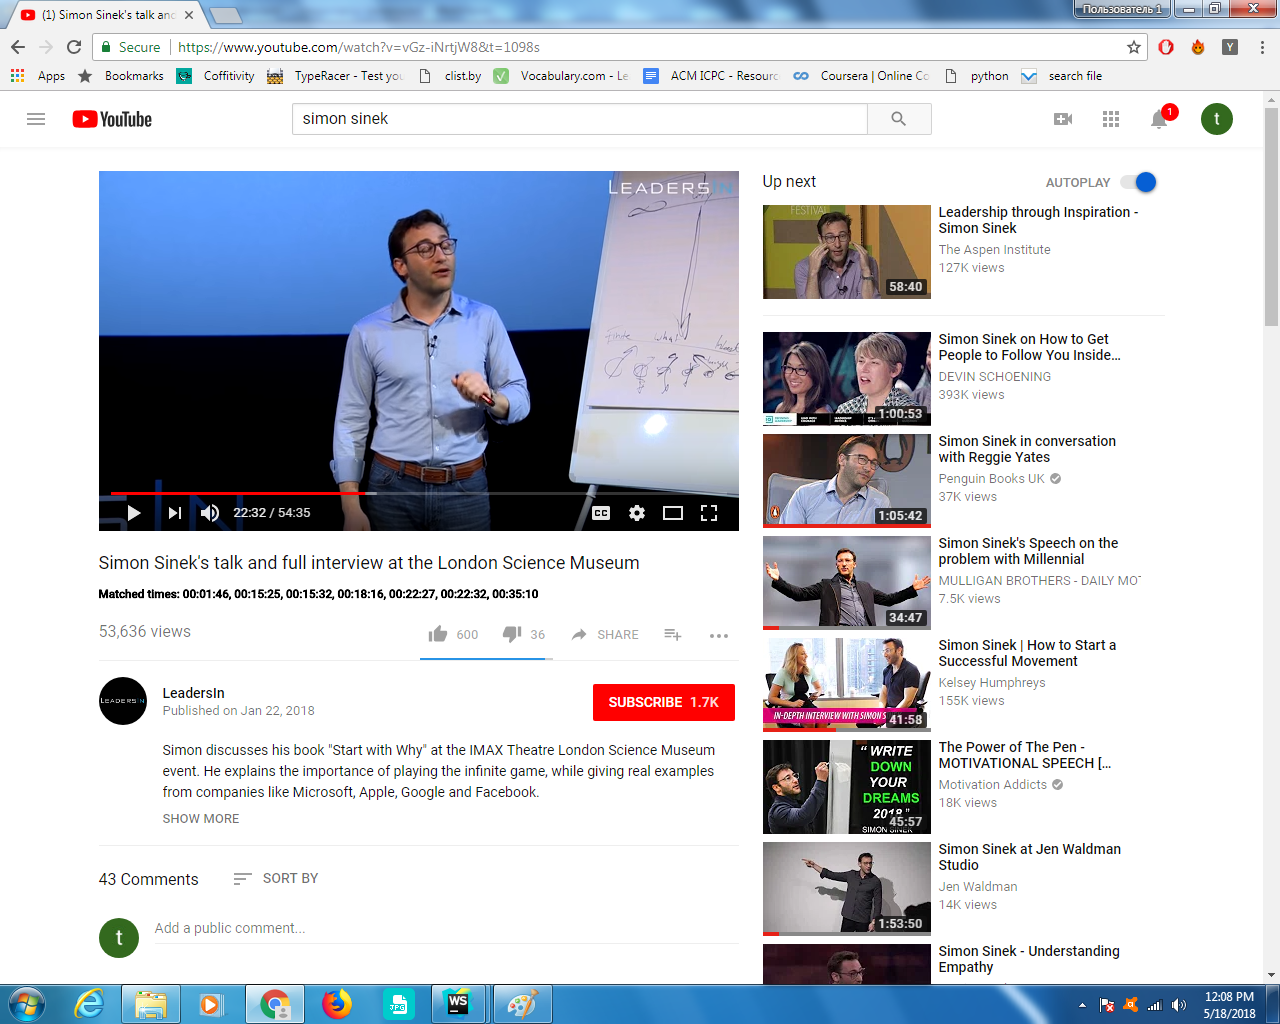 (1) Simon Sinek's talk and
Пользователь 1
Secure
https://www.youtube.com/watch?v=vGz-iNrtjW8&t=1098s
Apps
Bookmarks
Coffitivity
TypeRacer - Test you
clist.by
Vocabulary.com - Le
ACM ICPC - Resourc
Coursera | Online Co
python
search file
YouTube
simon sinek
1
t
LEADERSIN
22:32 / 54:35
CC
Simon Sinek's talk and full interview at the London Science Museum
Matched times: 00:01:46, 00:15:25, 00:15:32, 00:18:16, 00:22:27, 00:22:32, 00:35:10
53,636 views
600
36
SHARE
LEADERSIN
LeadersIn
Published on Jan 22, 2018
SUBSCRIBE 1.7K
Simon discusses his book "Start with Why" at the IMAX Theatre London Science Museum
event. He explains the importance of playing the infinite game, while giving real examples
from companies like Microsoft, Apple, Google and Facebook.
SHOW MORE
43 Comments
SORT BY
t
Add a public comment...
Up next
AUTOPLAY
FESTIVAL
58:40
Leadership through Inspiration -
Simon Sinek
The Aspen Institute
127K views
1:00:53
Simon Sinek on How to Get
People to Follow You Inside...
DEVIN SCHOENING
393K views
1:05:42
Simon Sinek in conversation
with Reggie Yates
Penguin Books UK
37K views
34:47
Simon Sinek's Speech on the
problem with Millennial
MULLIGAN BROTHERS - DAILY MOT
7.5K views
IN-DEPTH INTERVIEW WITH SIMON S
41:58
Simon Sinek | How to Start a
Successful Movement
Kelsey Humphreys
155K views
" WRITE
DOWN
YOUR
DREAMS
2018 "
SIMON SINEK
45:57
The Power of The Pen -
MOTIVATIONAL SPEECH [...
Motivation Addicts
18K views
1:53:50
Simon Sinek at Jen Waldman
Studio
Jen Waldman
14K views
Simon Sinek - Understanding
Empathy
JPG
WS
12:08 PM
5/18/2018